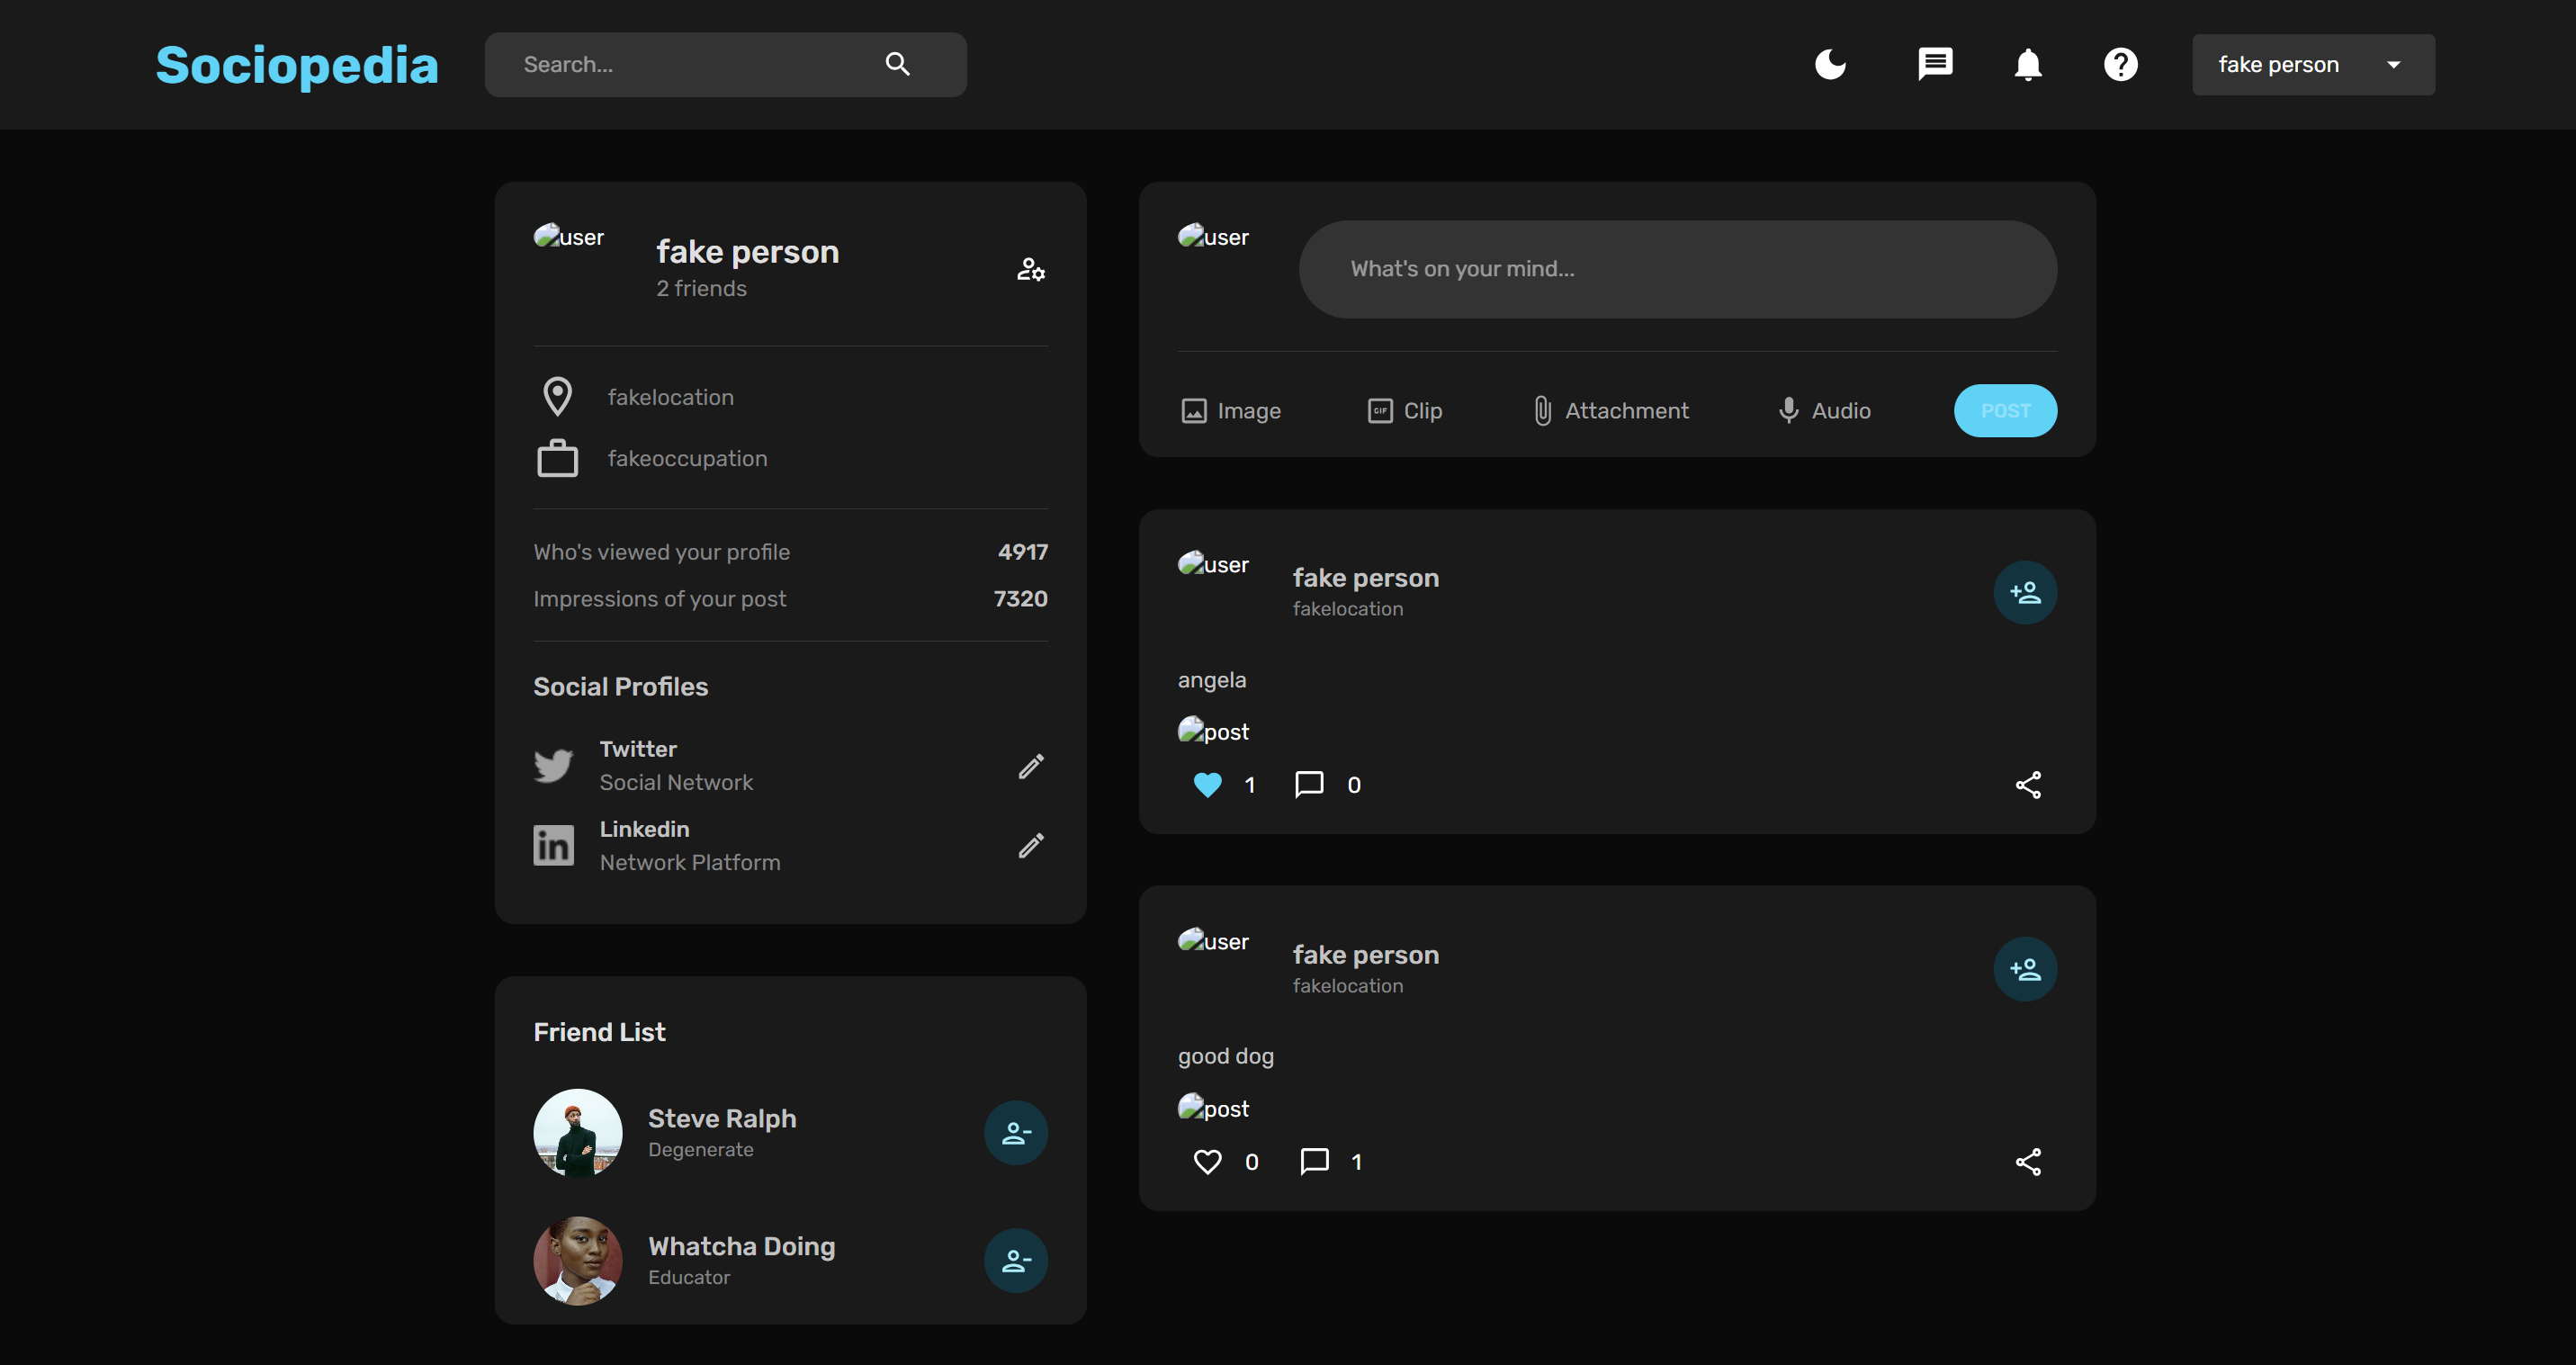 Sociopedia
Search...
fake person
user
fake person
2 friends
fakelocation
fakeoccupation
Who's viewed your profile 4917
Impressions of your post 7320
Social Profiles
Twitter
Social Network
Linkedin
Network Platform
Friend List
Steve Ralph
Degenerate
Whatcha Doing
Educator
user
What's on your mind...
Image GIF Clip Attachment Audio POST
user
fake person
fakelocation
angela
post
1 0
user
fake person
fakelocation
good dog
post
0 1